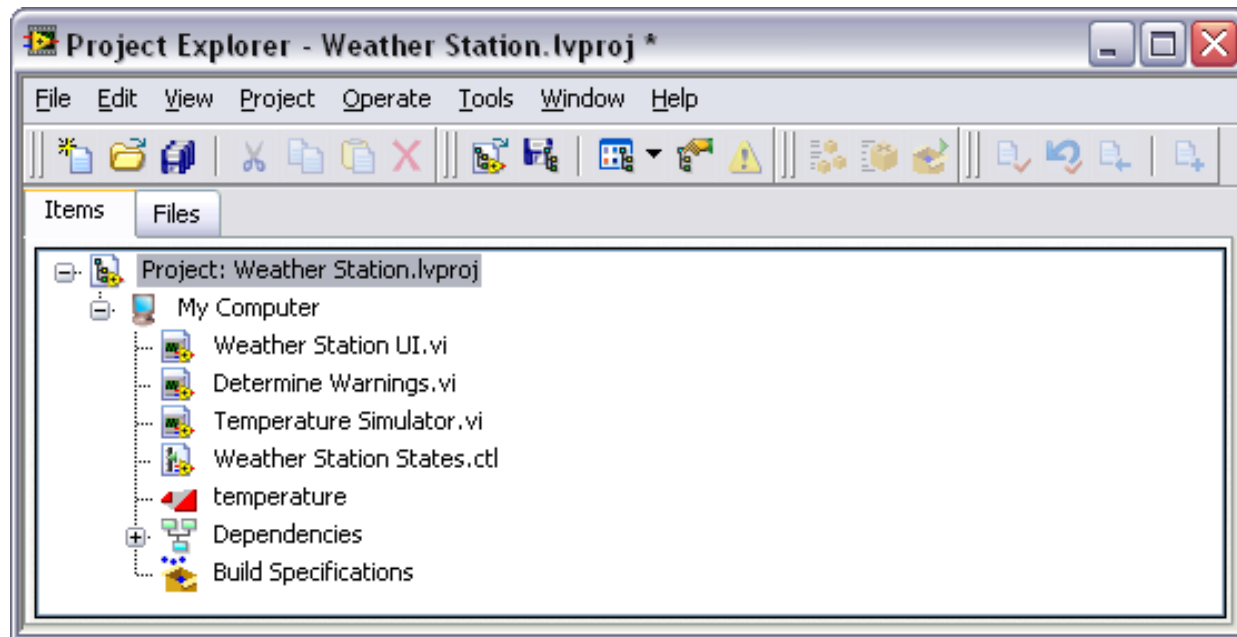 Project Explorer - Weather Station.lvproj *
File Edit View Project Operate Tools Window Help
Items Files
Project: Weather Station.lvproj
My Computer
Weather Station UI.vi
Determine Warnings.vi
Temperature Simulator.vi
Weather Station States.ctl
temperature
Dependencies
Build Specifications